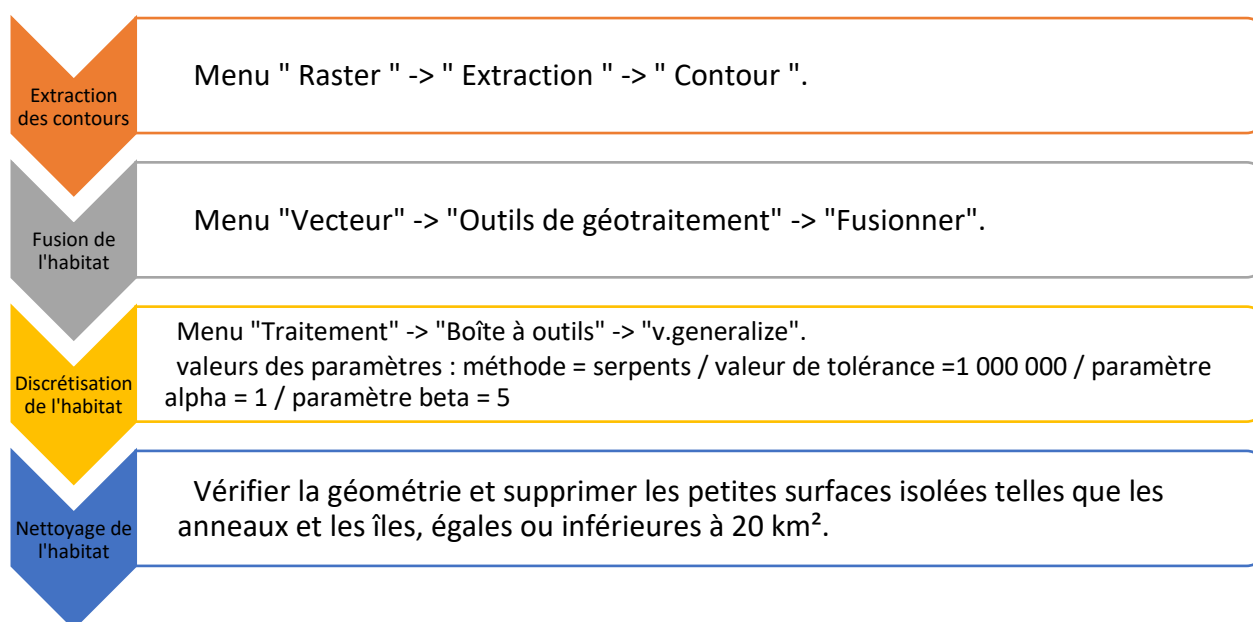 Extraction
des contours
Menu " Raster " -> " Extraction " -> " Contour ".
Fusion de
l'habitat
Menu "Vecteur" -> "Outils de géotraitement" -> "Fusionner".
Discrétisation
de l'habitat
Menu "Traitement" -> "Boîte à outils" -> "v.generalize".
valeurs des paramètres : méthode = serpents / valeur de tolérance =1 000 000 / paramètre
alpha = 1 / paramètre beta = 5
Nettoyage de
l'habitat
Vérifier la géométrie et supprimer les petites surfaces isolées telles que les
anneaux et les îles, égales ou inférieures à 20 km².